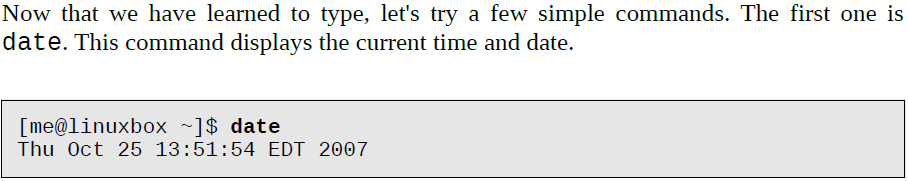 Now that we have learned to type, let's try a few simple commands. The first one is
date. This command displays the current time and date.
[me@linuxbox ~]$ date
Thu Oct 25 13:51:54 EDT 2007